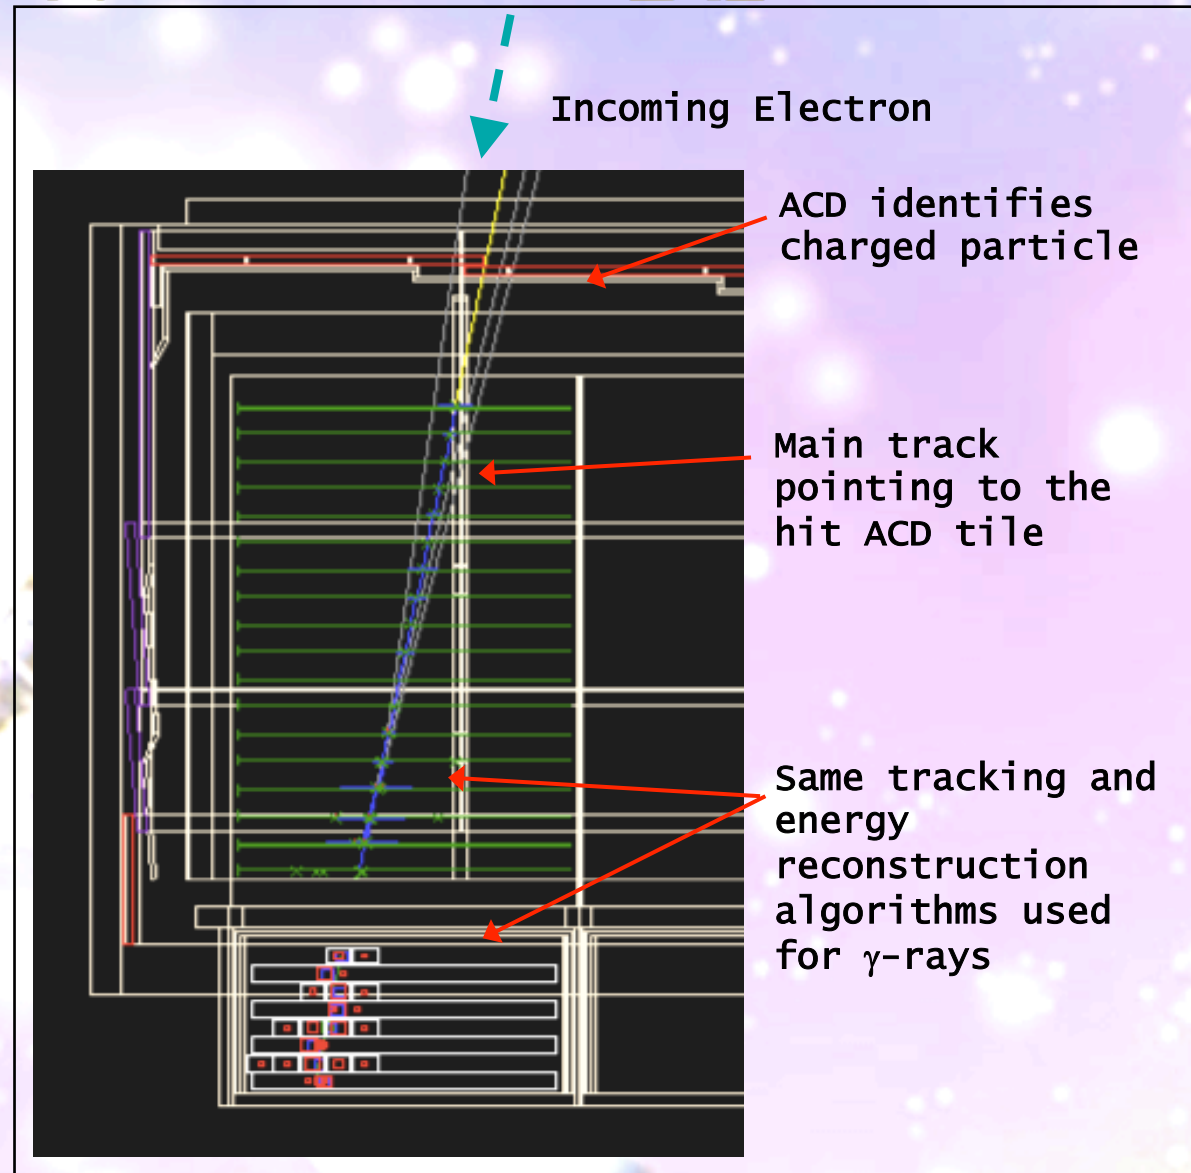 Incoming Electron
ACD identifies
charged particle
Main track
pointing to the
hit ACD tile
Same tracking and
energy
reconstruction
algorithms used
for γ-rays